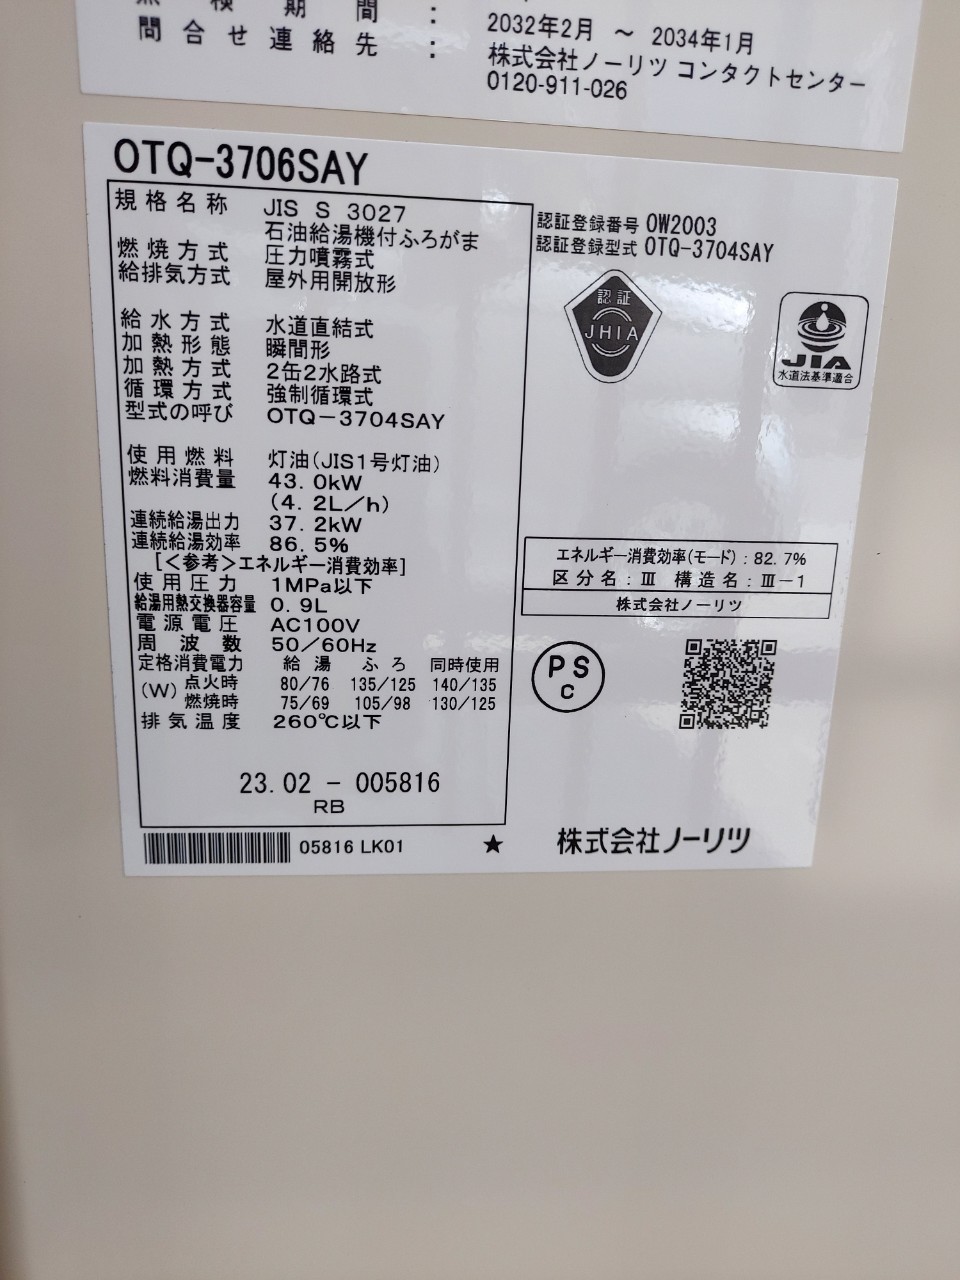 点 検 期 間 :
2032年2月 ～ 2034年1月
問 合 せ 連 絡 先 :
株式会社ノーリツ コンタクトセンター
0120-911-026
OTQ-3706SAY
規 格 名 称 JIS S 3027
石油給湯機付ふろがま
燃 焼 方 式 圧力噴霧式
給排気方式 屋外用開放形
給 水 方 式 水道直結式
加 熱 形 態 瞬間形
加 熱 方 式 2缶2水路式
循 環 方 式 強制循環式
型式の呼び OTQ-3704SAY
使 用 燃 料 灯油(JIS1号灯油)
燃料消費量 43.0kW
(4.2L/h)
連続給湯出力 37.2kW
連続給湯効率 86.5%
[<参考>エネルギー消費効率]
使 用 圧 力 1MPa以下
給湯用熱交換器容量 0.9L
電 源 電 圧 AC100V
周 波 数 50/60Hz
定格消費電力 給 湯 ふ ろ 同時使用
(W) 点火時 80/76 135/125 140/135
燃焼時 75/69 105/98 130/125
排 気 温 度 260℃以下
23.02 - 005816
RB
認証登録番号 OW2003
認証登録型式 OTQ-3704SAY
認証
JHIA
JIA
水道法基準適合
エネルギー消費効率(モード):82.7%
区分名:Ⅲ 構造名:Ⅲ-1
株式会社ノーリツ
PS
C
05816 LK01 ★ 株式会社ノーリツ